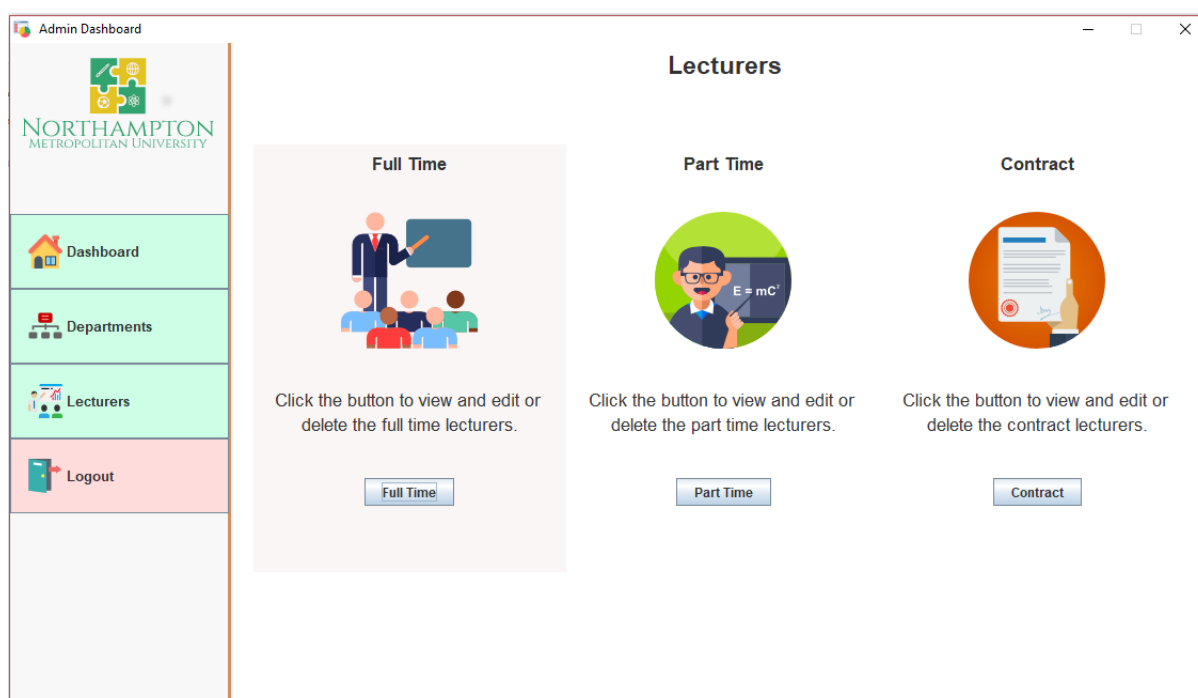 Admin Dashboard
NORTHAMPTON
METROPOLITAN UNIVERSITY
Dashboard
Departments
Lecturers
Logout
Lecturers
Full Time
Click the button to view and edit or
delete the full time lecturers.
Full Time
Part Time
E = mC²
Click the button to view and edit or
delete the part time lecturers.
Part Time
Contract
Click the button to view and edit or
delete the contract lecturers.
Contract